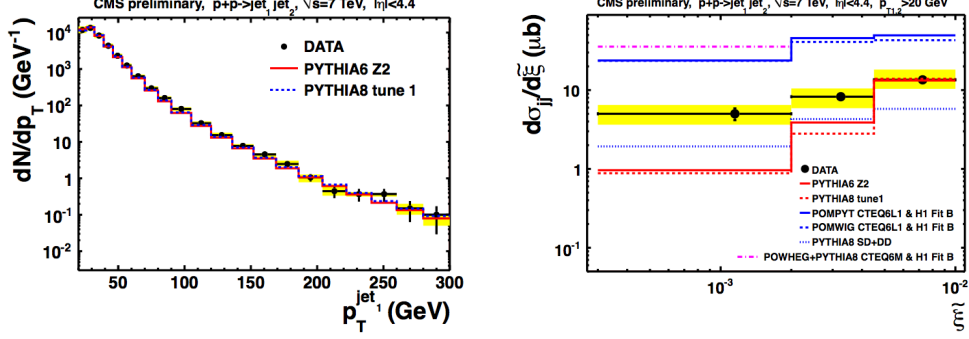 CMS preliminary, p+p->jet1jet2, √s=7 TeV, |η|<4.4
dN/dpT (GeV-1)
10^4
10^3
10^2
10
1
10^-1
10^-2
DATA
PYTHIA6 Z2
PYTHIA8 tune 1
50 100 150 200 250 300
pT jet1 (GeV)
CMS preliminary, p+p->jet1jet2, √s=7 TeV, |η|<4.4, pT1,2>20 GeV
dσjj/dξ̃ (μb)
10
1
10^-1
DATA
PYTHIA6 Z2
PYTHIA8 tune1
POMPYT CTEQ6L1 & H1 Fit B
POMWIG CTEQ6L1 & H1 Fit B
PYTHIA8 SD+DD
POWHEG+PYTHIA8 CTEQ6M & H1 Fit B
10^-3 10^-2
ξ̃